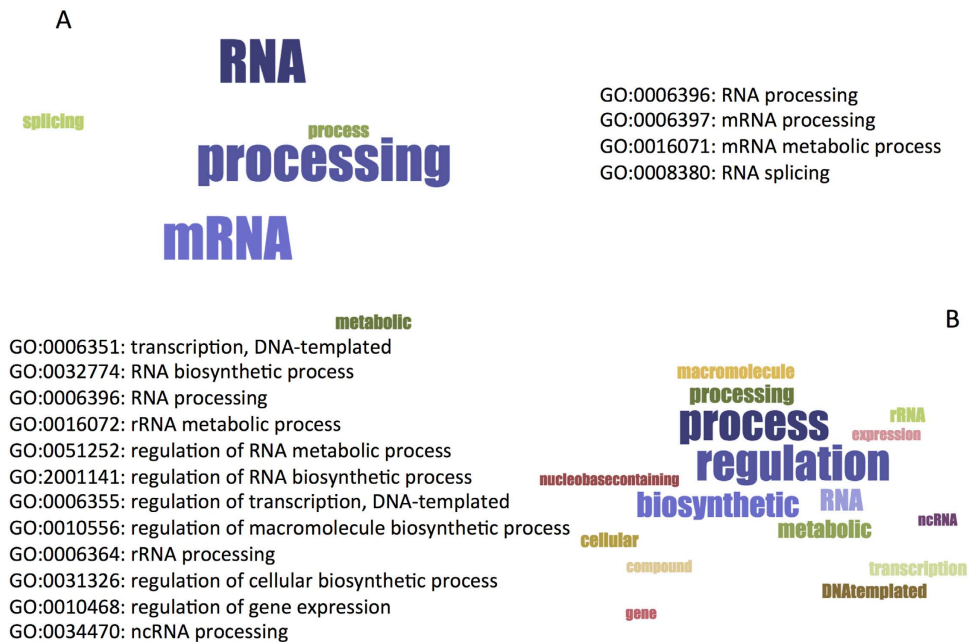 A
RNA
splicing
process
processing
mRNA
metabolic
GO:0006396: RNA processing
GO:0006397: mRNA processing
GO:0016071: mRNA metabolic process
GO:0008380: RNA splicing
GO:0006351: transcription, DNA-templated
GO:0032774: RNA biosynthetic process
GO:0006396: RNA processing
GO:0016072: rRNA metabolic process
GO:0051252: regulation of RNA metabolic process
GO:2001141: regulation of RNA biosynthetic process
GO:0006355: regulation of transcription, DNA-templated
GO:0010556: regulation of macromolecule biosynthetic process
GO:0006364: rRNA processing
GO:0031326: regulation of cellular biosynthetic process
GO:0010468: regulation of gene expression
GO:0034470: ncRNA processing
B
macromolecule
processing
process
rRNA
expression
regulation
nucleobasecontaining
biosynthetic
RNA
ncRNA
metabolic
cellular
compound
transcription
DNAtemplated
gene